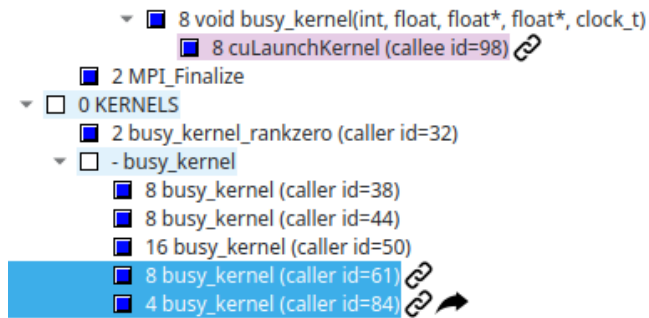 8 void busy_kernel(int, float, float*, float*, clock_t)
8 cuLaunchKernel (callee id=98)
2 MPI_Finalize
0 KERNELS
2 busy_kernel_rankzero (caller id=32)
- busy_kernel
8 busy_kernel (caller id=38)
8 busy_kernel (caller id=44)
16 busy_kernel (caller id=50)
8 busy_kernel (caller id=61)
4 busy_kernel (caller id=84)